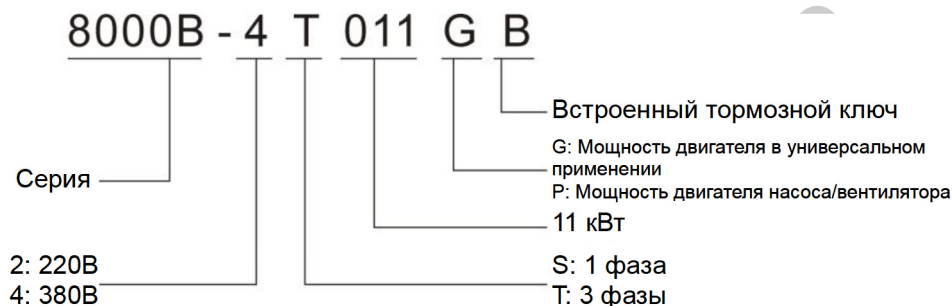 8000B - 4 T 011 G B
Встроенный тормозной ключ
G: Мощность двигателя в универсальном
применении
P: Мощность двигателя насоса/вентилятора
Серия
11 кВт
2: 220В
4: 380В
S: 1 фаза
T: 3 фазы